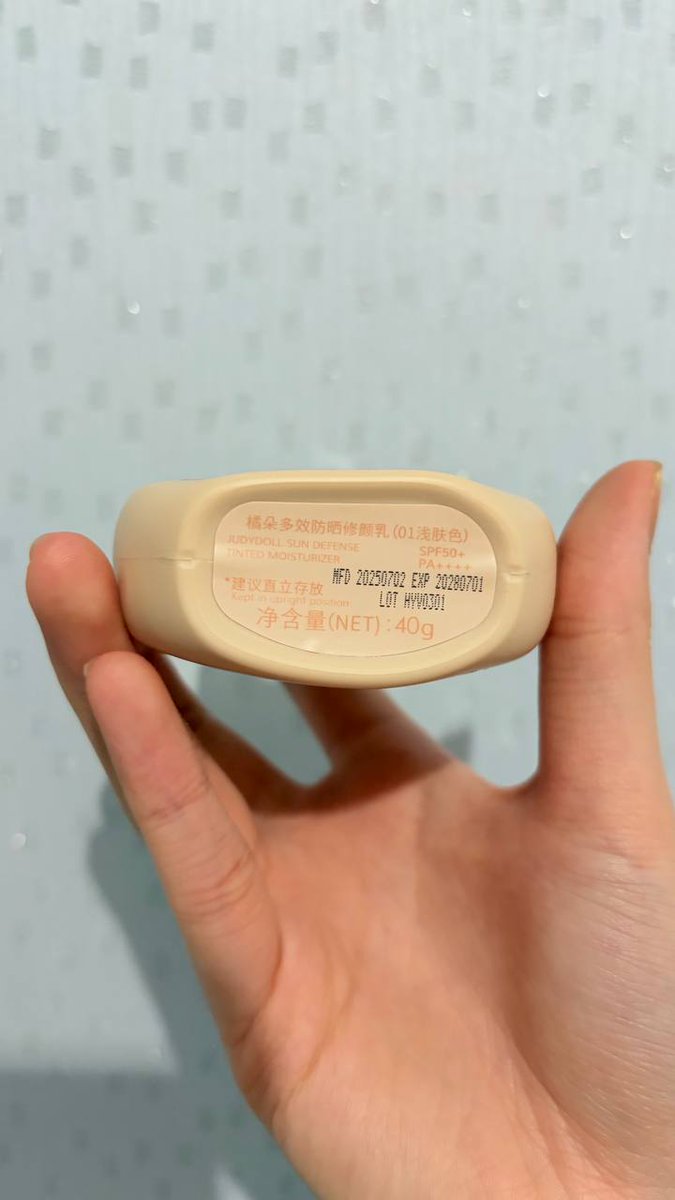 橘朵多效防晒修颜乳(01浅肤色)
JUDYDOLL SUN DEFENSE
TINTED MOISTURIZER
SPF50+
PA++++
MFD 20250702 EXP 20280701
LOT HYV0301
*建议直立存放
Kept in upright position
净含量(NET):40g